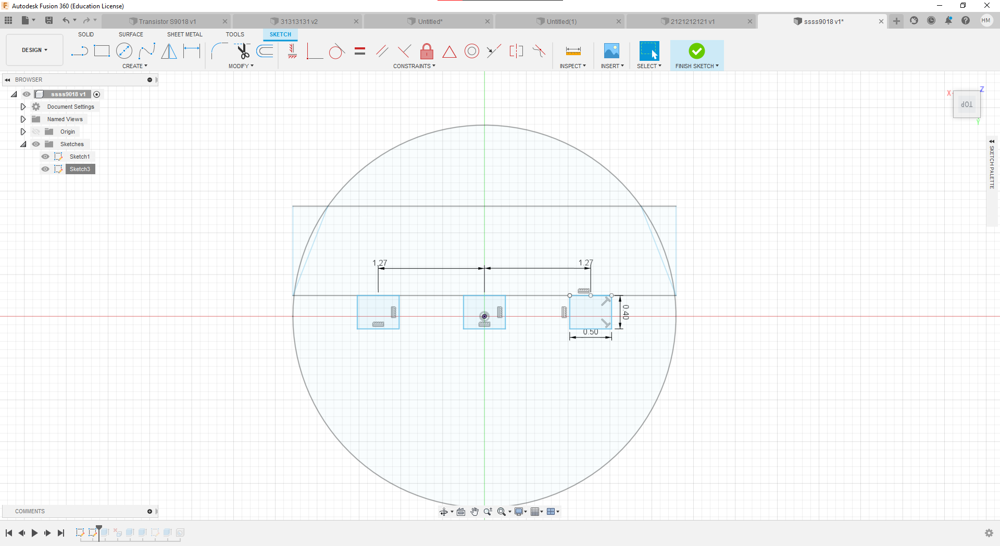 Autodesk Fusion 360 (Education License)
Transistor S9018 v1
31313131 v2
Untitled*
Untitled(1)
2121212121 v1
ssss9018 v1*
HM
DESIGN
SOLID
SURFACE
SHEET METAL
TOOLS
SKETCH
CREATE
MODIFY
CONSTRAINTS
INSPECT
INSERT
SELECT
FINISH SKETCH
BROWSER
ssss9018 v1
Document Settings
Named Views
Origin
Sketches
Sketch1
Sketch3
X
Z
TOP
Y
SKETCH PALETTE
1.27
1.27
0.40
0.50
COMMENTS